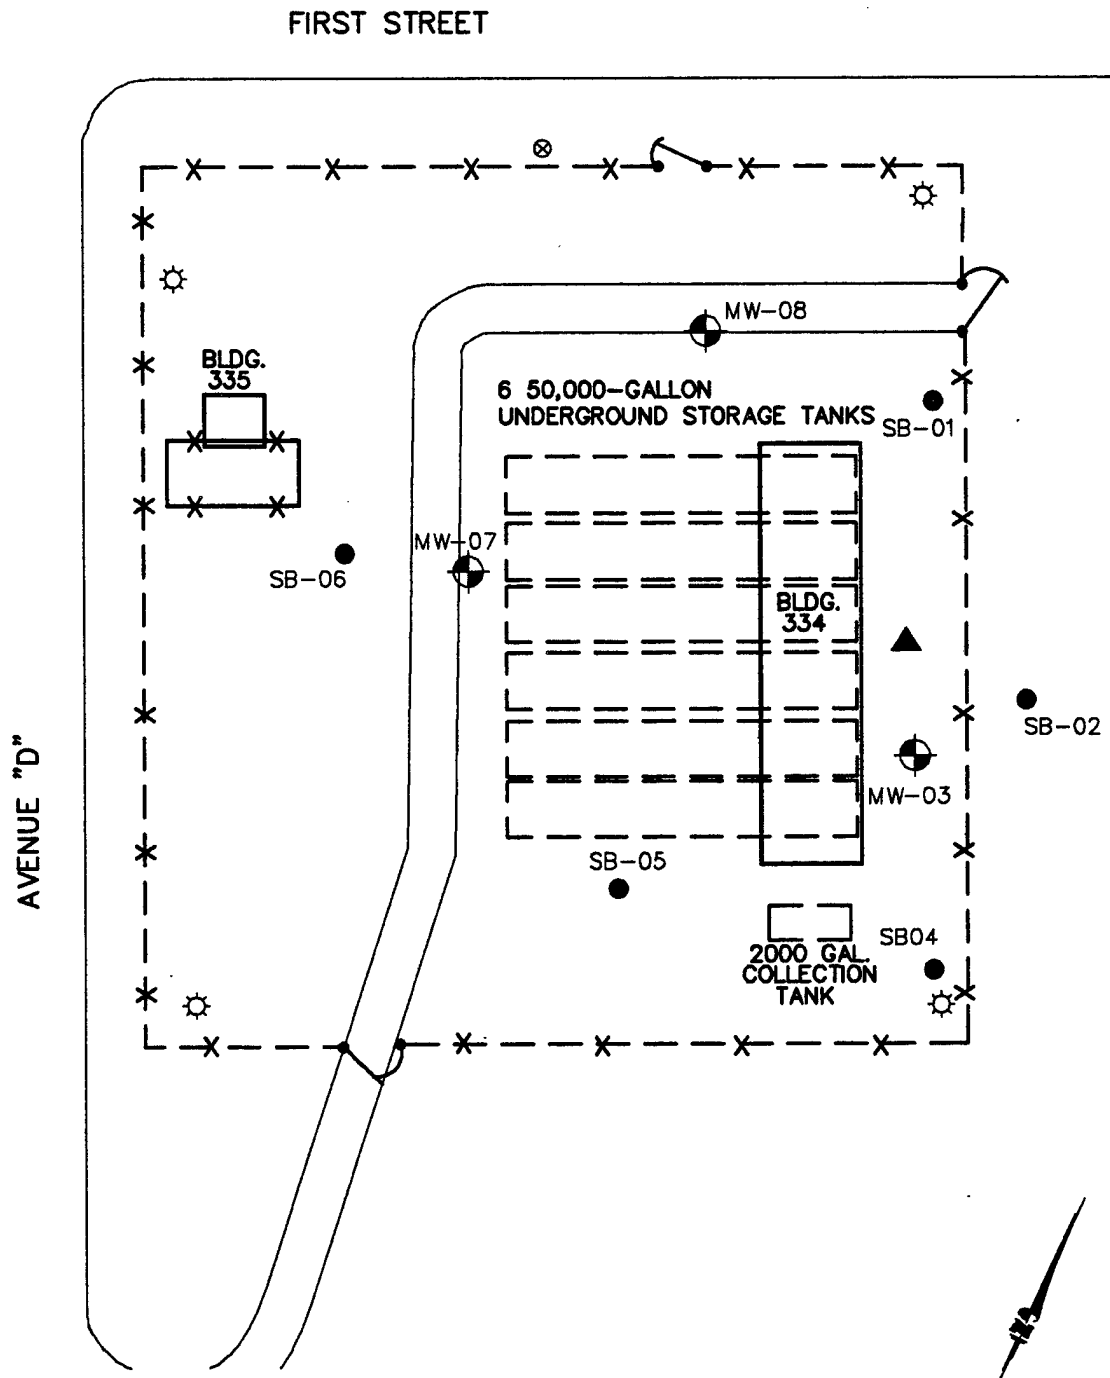 FIRST STREET
MW-08
BLDG.
335
6 50,000-GALLON
UNDERGROUND STORAGE TANKS
SB-01
MW-07
SB-06
BLDG.
334
SB-02
AVENUE "D"
MW-03
SB-05
SB04
2000 GAL.
COLLECTION
TANK
N